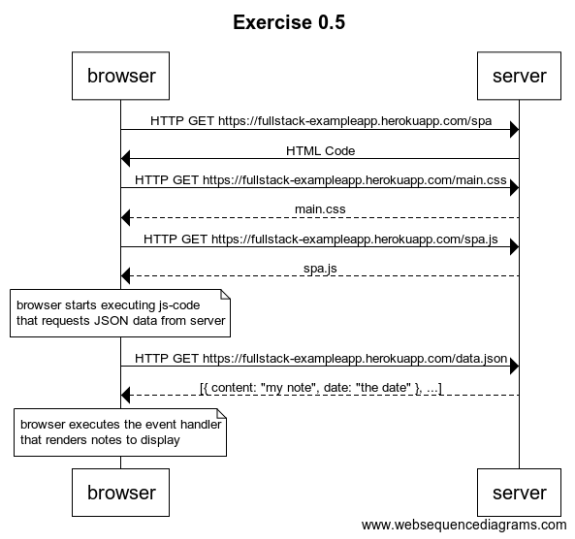 Exercise 0.5
browser
server
HTTP GET https://fullstack-exampleapp.herokuapp.com/spa
HTML Code
HTTP GET https://fullstack-exampleapp.herokuapp.com/main.css
main.css
HTTP GET https://fullstack-exampleapp.herokuapp.com/spa.js
spa.js
browser starts executing js-code
that requests JSON data from server
HTTP GET https://fullstack-exampleapp.herokuapp.com/data.json
[{ content: "my note", date: "the date" }, ...]
browser executes the event handler
that renders notes to display
browser
server
www.websequencediagrams.com